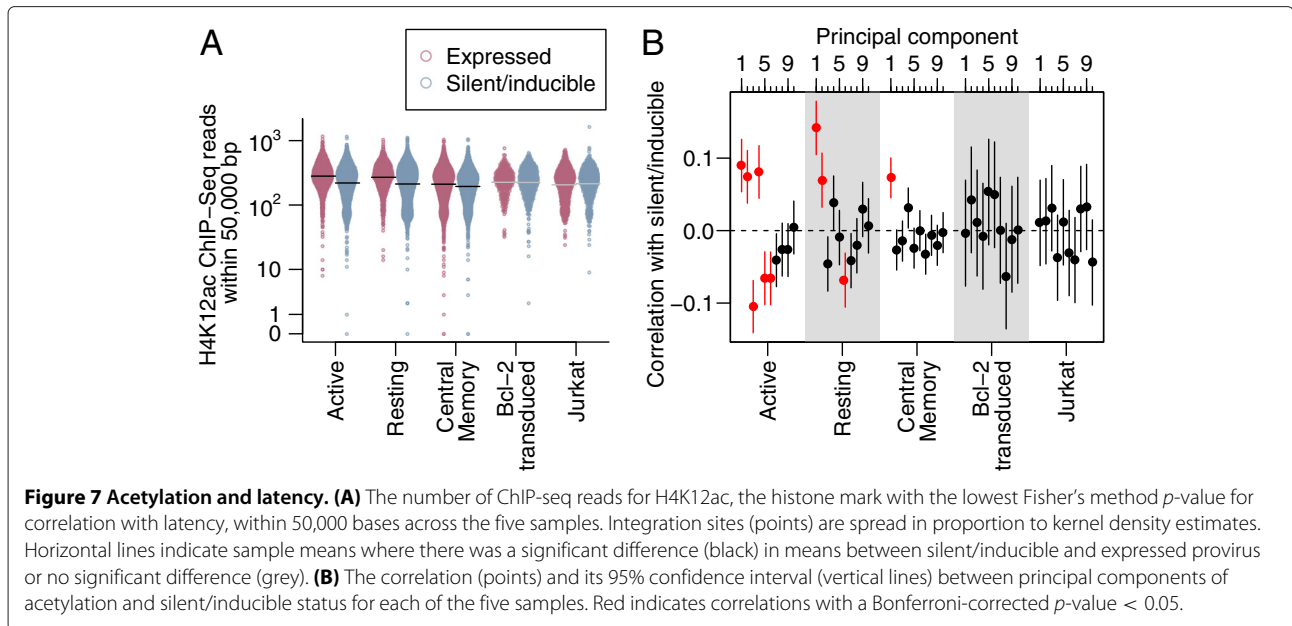 A
Expressed
Silent/inducible
H4K12ac ChIP−Seq reads
within 50,000 bp
10³
10²
10
1
0
Active
Resting
Central
Memory
Bcl−2
transduced
Jurkat
B
Principal component
1 5 9 1 5 9 1 5 9 1 5 9 1 5 9
Correlation with silent/inducible
0.1
0.0
−0.1
Active
Resting
Central
Memory
Bcl−2
transduced
Jurkat
Figure 7 Acetylation and latency. (A) The number of ChIP-seq reads for H4K12ac, the histone mark with the lowest Fisher's method p-value for
correlation with latency, within 50,000 bases across the five samples. Integration sites (points) are spread in proportion to kernel density estimates.
Horizontal lines indicate sample means where there was a significant difference (black) in means between silent/inducible and expressed provirus
or no significant difference (grey). (B) The correlation (points) and its 95% confidence interval (vertical lines) between principal components of
acetylation and silent/inducible status for each of the five samples. Red indicates correlations with a Bonferroni-corrected p-value < 0.05.